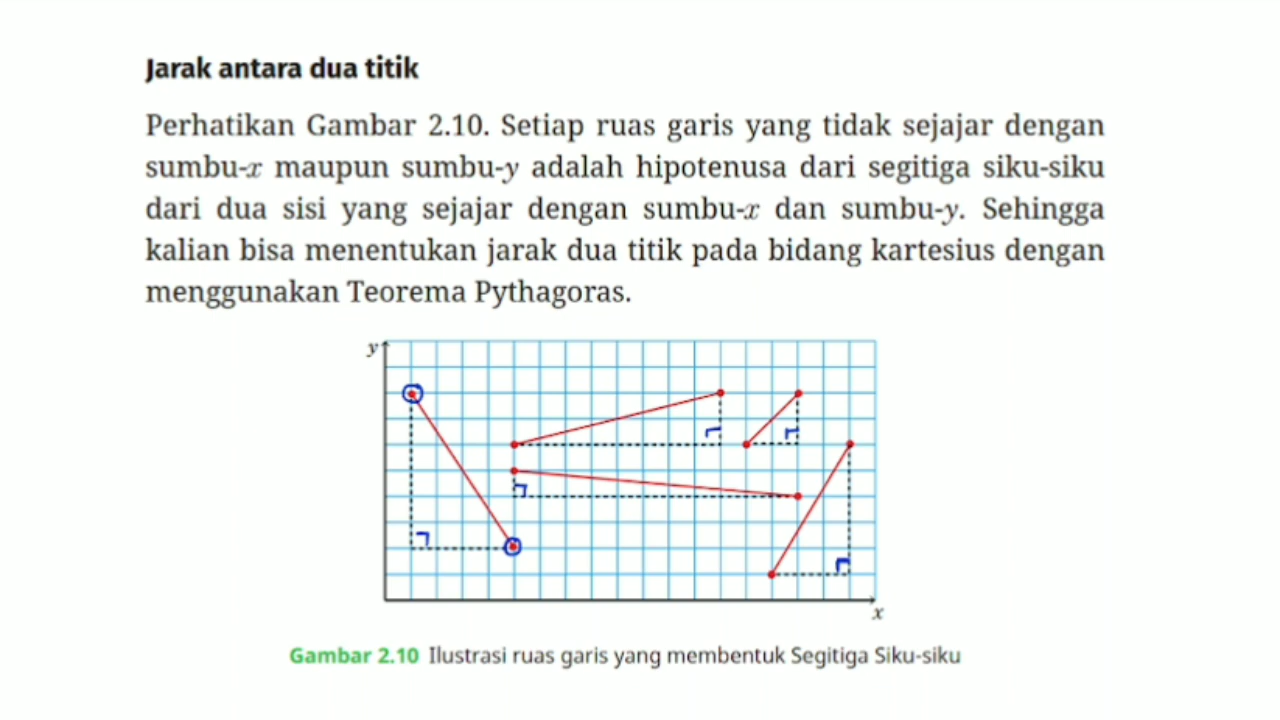 Jarak antara dua titik
Perhatikan Gambar 2.10. Setiap ruas garis yang tidak sejajar dengan
sumbu-x maupun sumbu-y adalah hipotenusa dari segitiga siku-siku
dari dua sisi yang sejajar dengan sumbu-x dan sumbu-y. Sehingga
kalian bisa menentukan jarak dua titik pada bidang kartesius dengan
menggunakan Teorema Pythagoras.
y
x
Gambar 2.10 Ilustrasi ruas garis yang membentuk Segitiga Siku-siku